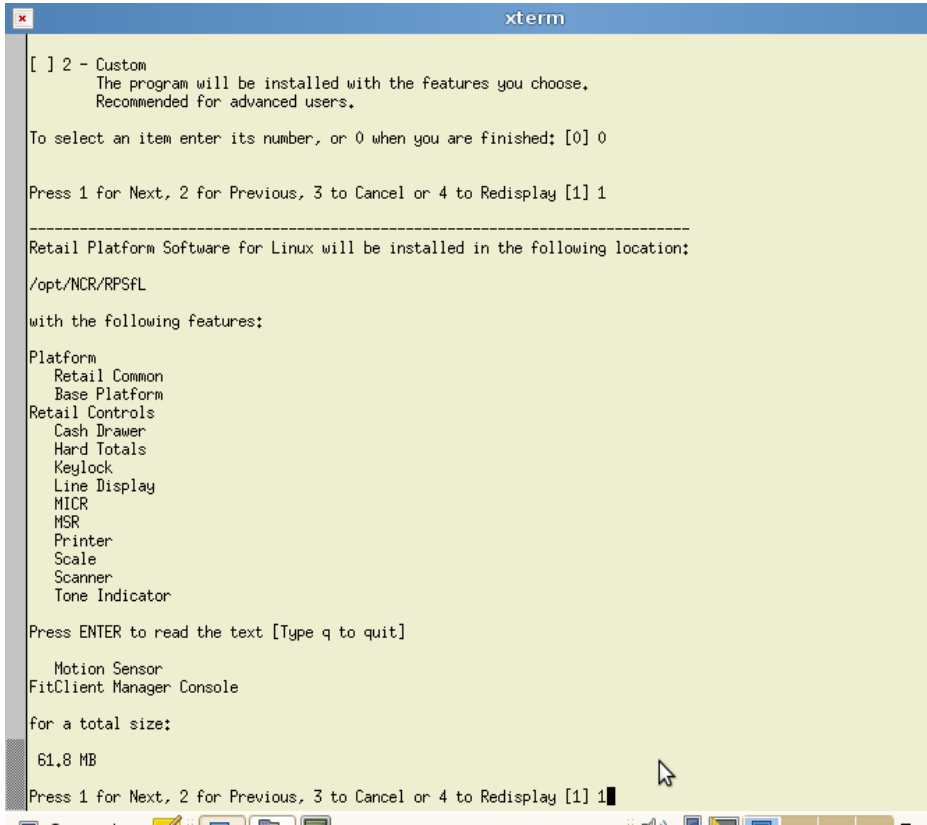 xterm
[ ] 2 - Custom
The program will be installed with the features you choose.
Recommended for advanced users.
To select an item enter its number, or 0 when you are finished: [0] 0
Press 1 for Next, 2 for Previous, 3 to Cancel or 4 to Redisplay [1] 1
-------------------------------------------------------------------------------
Retail Platform Software for Linux will be installed in the following location:
/opt/NCR/RPSfL
with the following features:
Platform
Retail Common
Base Platform
Retail Controls
Cash Drawer
Hard Totals
Keylock
Line Display
MICR
MSR
Printer
Scale
Scanner
Tone Indicator
Press ENTER to read the text [Type q to quit]
Motion Sensor
FitClient Manager Console
for a total size:
61.8 MB
Press 1 for Next, 2 for Previous, 3 to Cancel or 4 to Redisplay [1] 1